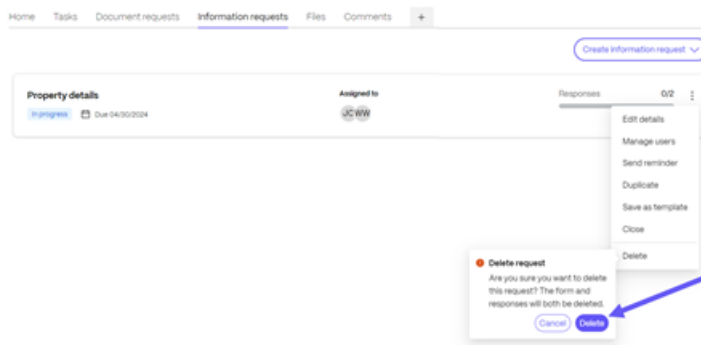 Home Tasks Document requests Information requests Files Comments +
Create information request
Property details Assigned to Responses 0/2
In progress Due 04/30/2024 JC WW
Edit details
Manage users
Send reminder
Duplicate
Save as template
Close
Delete
Delete request
Are you sure you want to delete
this request? The form and
responses will both be deleted.
Cancel Delete